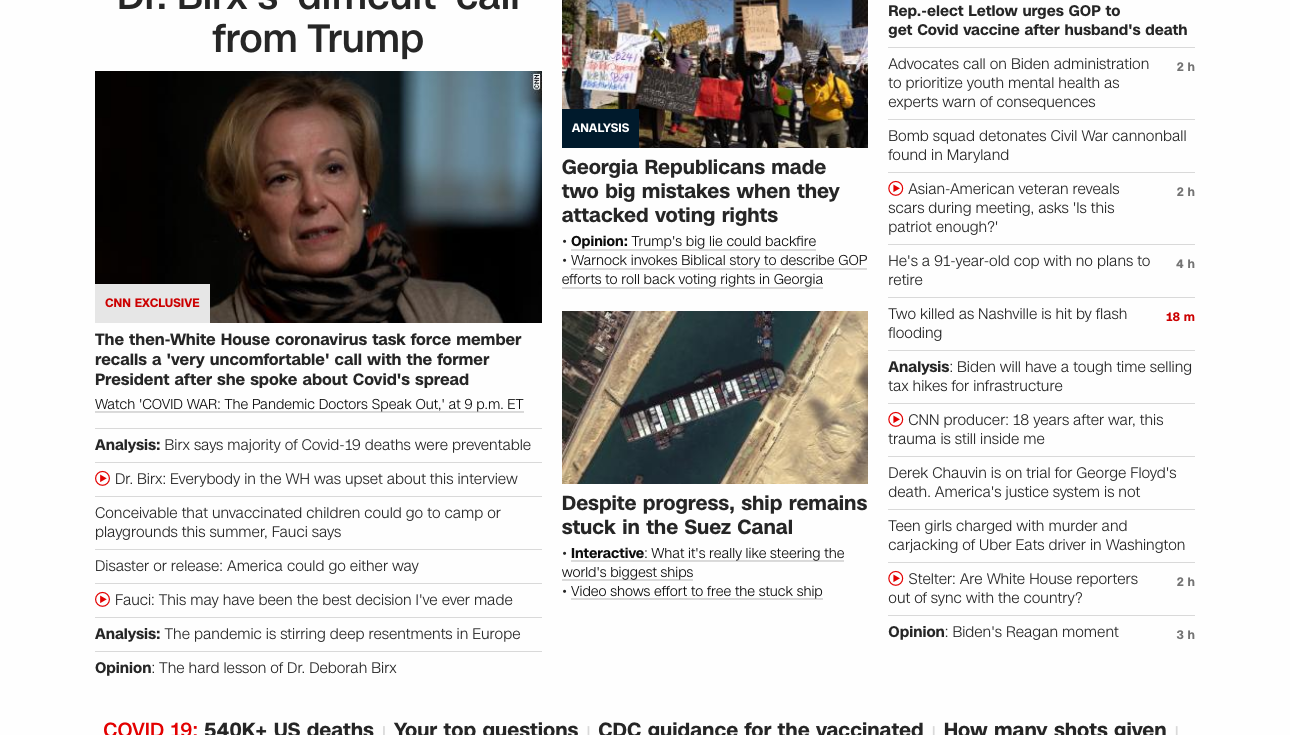 Dr. Birx's 'difficult' call
from Trump
CNN
CNN EXCLUSIVE
The then-White House coronavirus task force member
recalls a 'very uncomfortable' call with the former
President after she spoke about Covid's spread
Watch 'COVID WAR: The Pandemic Doctors Speak Out,' at 9 p.m. ET
Analysis: Birx says majority of Covid-19 deaths were preventable
Dr. Birx: Everybody in the WH was upset about this interview
Conceivable that unvaccinated children could go to camp or
playgrounds this summer, Fauci says
Disaster or release: America could go either way
Fauci: This may have been the best decision I've ever made
Analysis: The pandemic is stirring deep resentments in Europe
Opinion: The hard lesson of Dr. Deborah Birx
ANALYSIS
Georgia Republicans made
two big mistakes when they
attacked voting rights
• Opinion: Trump's big lie could backfire
• Warnock invokes Biblical story to describe GOP
efforts to roll back voting rights in Georgia
Despite progress, ship remains
stuck in the Suez Canal
• Interactive: What it's really like steering the
world's biggest ships
• Video shows effort to free the stuck ship
Rep.-elect Letlow urges GOP to
get Covid vaccine after husband's death
Advocates call on Biden administration 2 h
to prioritize youth mental health as
experts warn of consequences
Bomb squad detonates Civil War cannonball
found in Maryland
Asian-American veteran reveals 2 h
scars during meeting, asks 'Is this
patriot enough?'
He's a 91-year-old cop with no plans to 4 h
retire
Two killed as Nashville is hit by flash 18 m
flooding
Analysis: Biden will have a tough time selling
tax hikes for infrastructure
CNN producer: 18 years after war, this
trauma is still inside me
Derek Chauvin is on trial for George Floyd's
death. America's justice system is not
Teen girls charged with murder and
carjacking of Uber Eats driver in Washington
Stelter: Are White House reporters 2 h
out of sync with the country?
Opinion: Biden's Reagan moment 3 h
COVID 19: 540K+ US deaths | Your top questions | CDC guidance for the vaccinated | How many shots given |